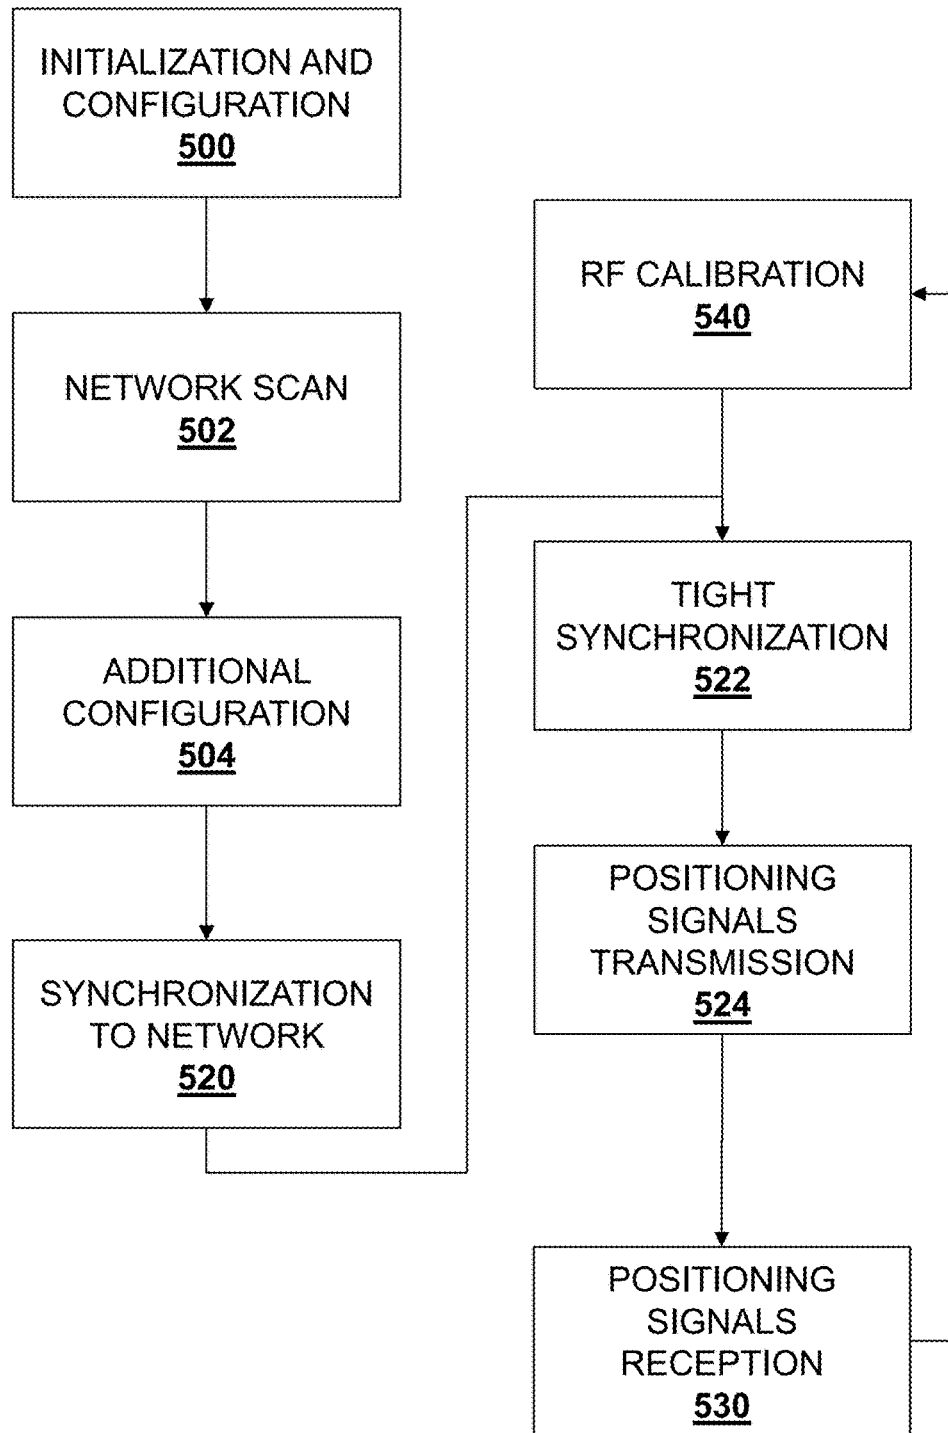 INITIALIZATION AND
CONFIGURATION
500
NETWORK SCAN
502
ADDITIONAL
CONFIGURATION
504
SYNCHRONIZATION
TO NETWORK
520
RF CALIBRATION
540
TIGHT
SYNCHRONIZATION
522
POSITIONING
SIGNALS
TRANSMISSION
524
POSITIONING
SIGNALS
RECEPTION
530